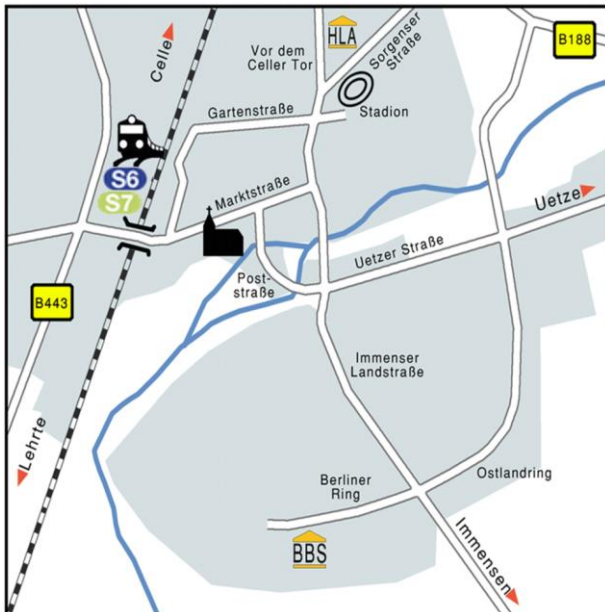 HLA
B188
Celle
Vor dem
Celler Tor
Sorgenser
Straße
Gartenstraße
Stadion
S6
S7
Marktstraße
Uetze
Uetzer Straße
Post-
straße
B443
Immenser
Landstraße
Lehrte
Berliner
Ring
Ostlandring
BBS
Immensen